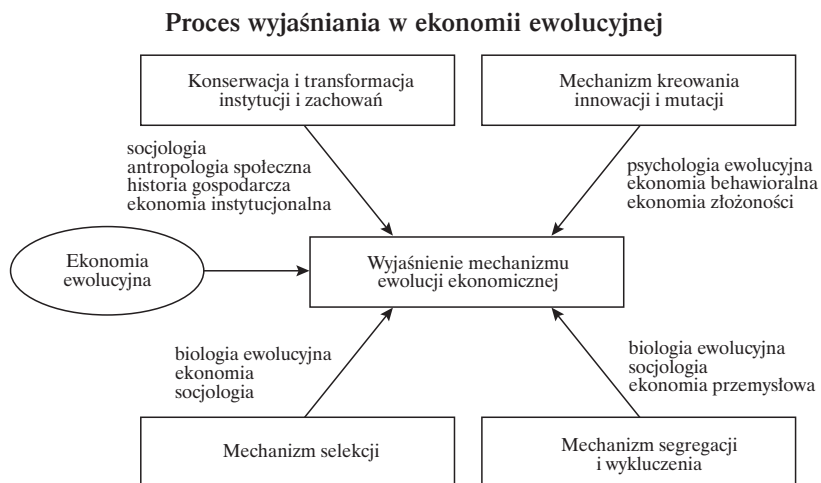 Proces wyjaśniania w ekonomii ewolucyjnej
Konserwacja i transformacja
instytucji i zachowań
Mechanizm kreowania
innowacji i mutacji
socjologia
antropologia społeczna
historia gospodarcza
ekonomia instytucjonalna
psychologia ewolucyjna
ekonomia behawioralna
ekonomia złożoności
Ekonomia
ewolucyjna
Wyjaśnienie mechanizmu
ewolucji ekonomicznej
biologia ewolucyjna
ekonomia
socjologia
biologia ewolucyjna
socjologia
ekonomia przemysłowa
Mechanizm selekcji
Mechanizm segregacji
i wykluczenia